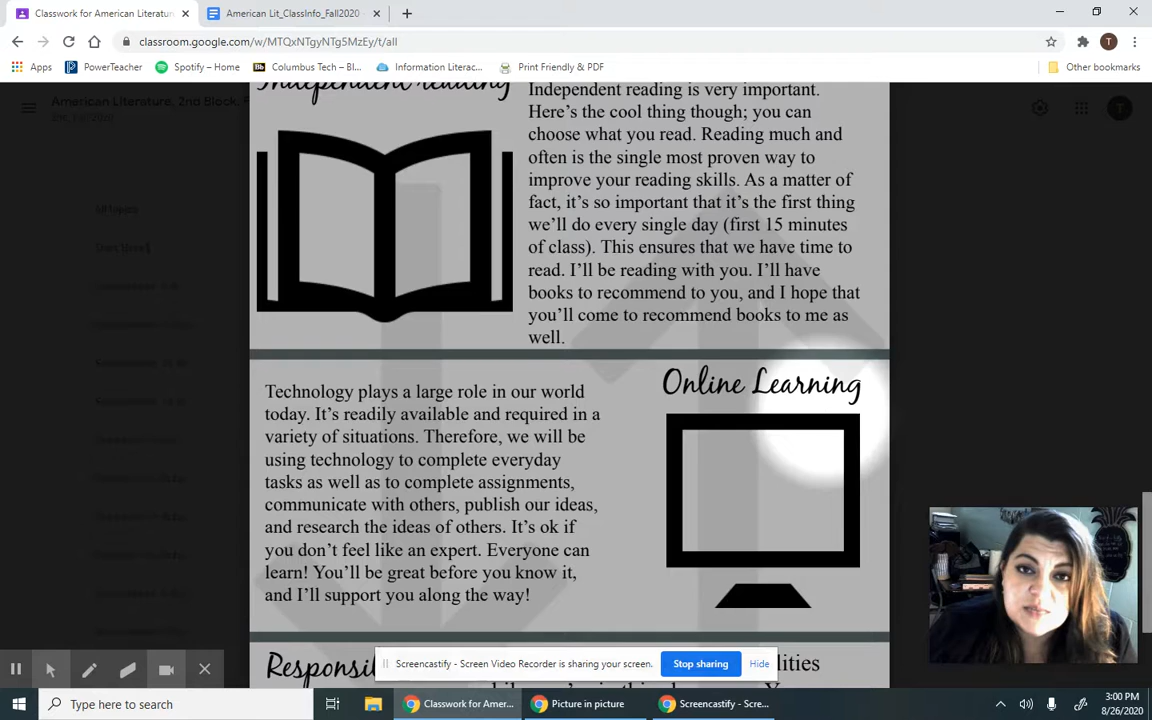 Classwork for American Literatur
American Lit_ClassInfo_Fall2020
classroom.google.com/w/MTQxNTgyNTg5MzEy/t/all
T
Apps
PowerTeacher
Spotify – Home
Columbus Tech – Bl...
Information Literac...
Print Friendly & PDF
Other bookmarks
American Literature, 2nd Block, F
Independent reading
Independent reading is very important.
Here's the cool thing though; you can
choose what you read. Reading much and
often is the single most proven way to
improve your reading skills. As a matter of
fact, it's so important that it's the first thing
we'll do every single day (first 15 minutes
of class). This ensures that we have time to
read. I'll be reading with you. I'll have
books to recommend to you, and I hope that
you'll come to recommend books to me as
well.
All topics
Online Learning
Technology plays a large role in our world
today. It's readily available and required in a
variety of situations. Therefore, we will be
using technology to complete everyday
tasks as well as to complete assignments,
communicate with others, publish our ideas,
and research the ideas of others. It's ok if
you don't feel like an expert. Everyone can
learn! You'll be great before you know it,
and I'll support you along the way!
Screencastify - Screen Video Recorder is sharing your screen.
Stop sharing
Hide
Type here to search
Classwork for Amer...
Picture in picture
Screencastify - Scre...
3:00 PM
8/26/2020